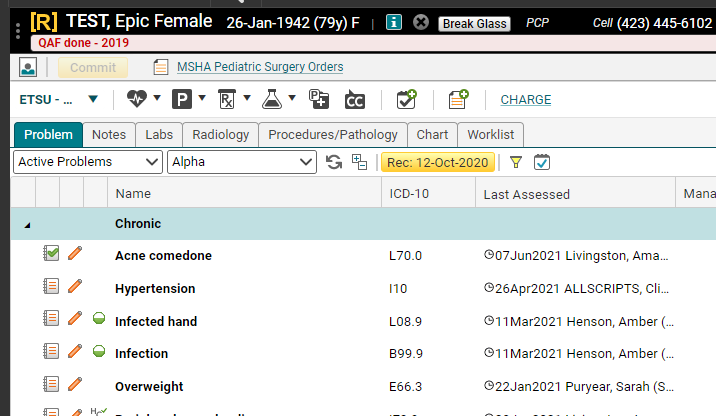 [R] TEST, Epic Female 26-Jan-1942 (79y) F | i Break Glass PCP Cell (423) 445-6102
QAF done - 2019
Commit MSHA Pediatric Surgery Orders
ETSU - ... P Rx P CC CHARGE
Problem Notes Labs Radiology Procedures/Pathology Chart Worklist
Active Problems Alpha Rec: 12-Oct-2020
Name ICD-10 Last Assessed Mana
Chronic
Acne comedone L70.0 07Jun2021 Livingston, Ama...
Hypertension I10 26Apr2021 ALLSCRIPTS, Cli...
Infected hand L08.9 11Mar2021 Henson, Amber (...
Infection B99.9 11Mar2021 Henson, Amber (...
Overweight E66.3 22Jan2021 Puryear, Sarah (S...